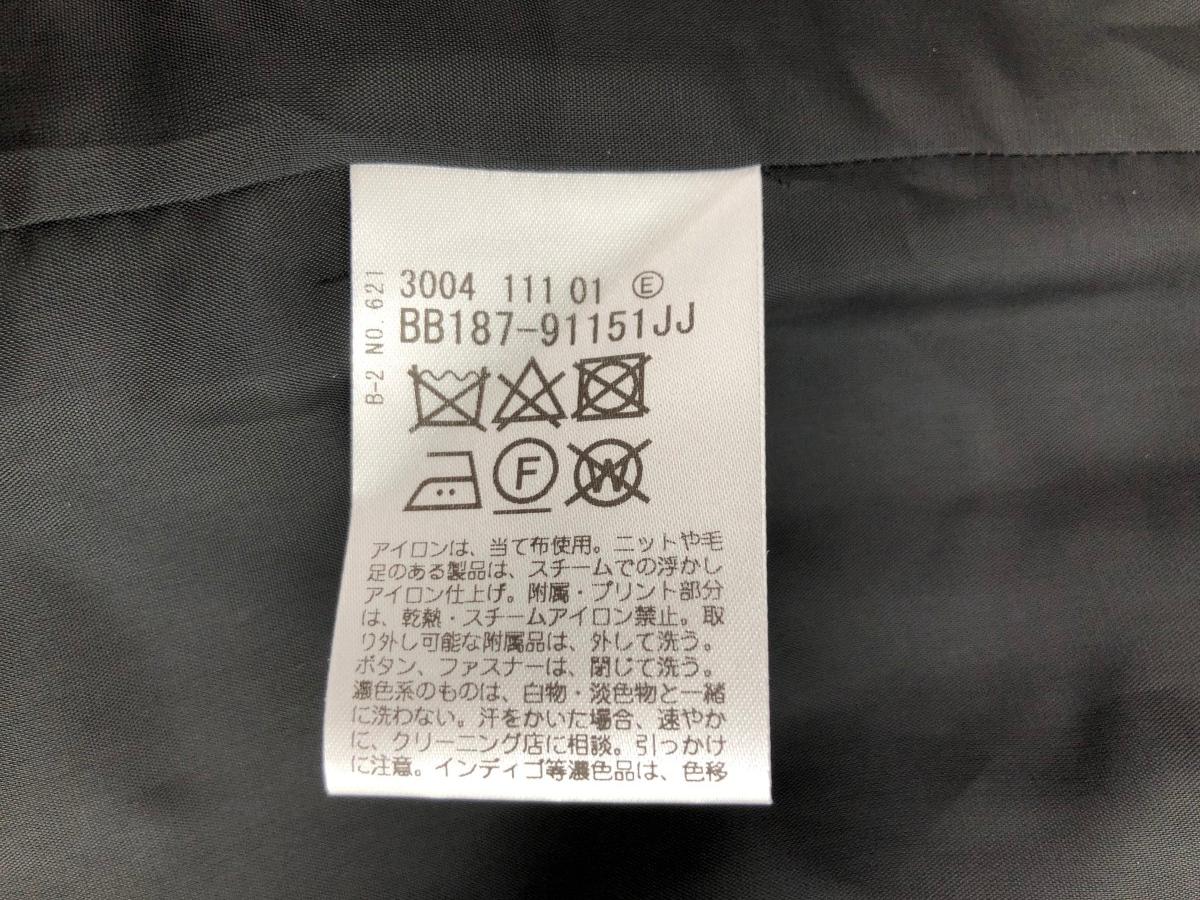 B-2 NO.621
3004 111 01 Ⓔ
BB187-91151JJ
F
W
アイロンは、当て布使用。ニットや毛
足のある製品は、スチームでの浮かし
アイロン仕上げ。附属・プリント部分
は、乾熱・スチームアイロン禁止。取
り外し可能な附属品は、外して洗う。
ボタン、ファスナーは、閉じて洗う。
濃色系のものは、白物・淡色物と一緒
に洗わない。汗をかいた場合、速やか
に、クリーニング店に相談。引っかけ
に注意。インディゴ等濃色品は、色移